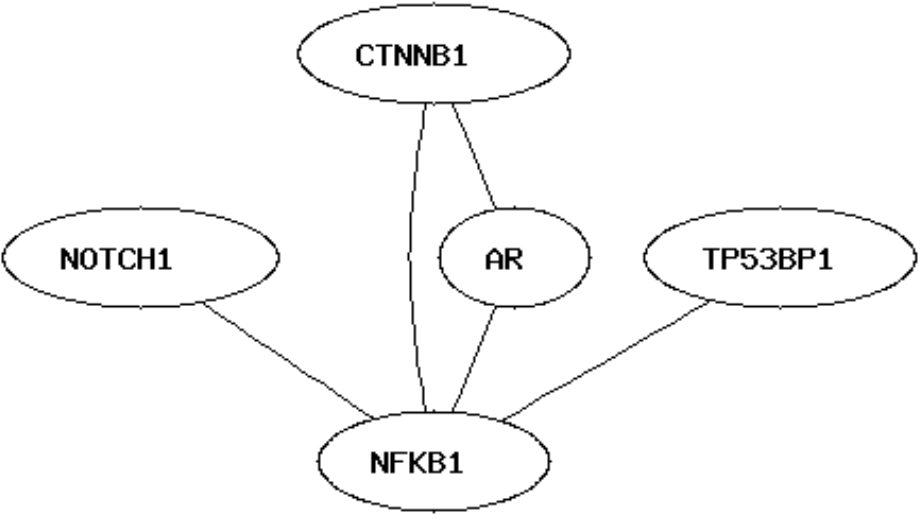 CTNNB1
NOTCH1
AR
TP53BP1
NFKB1